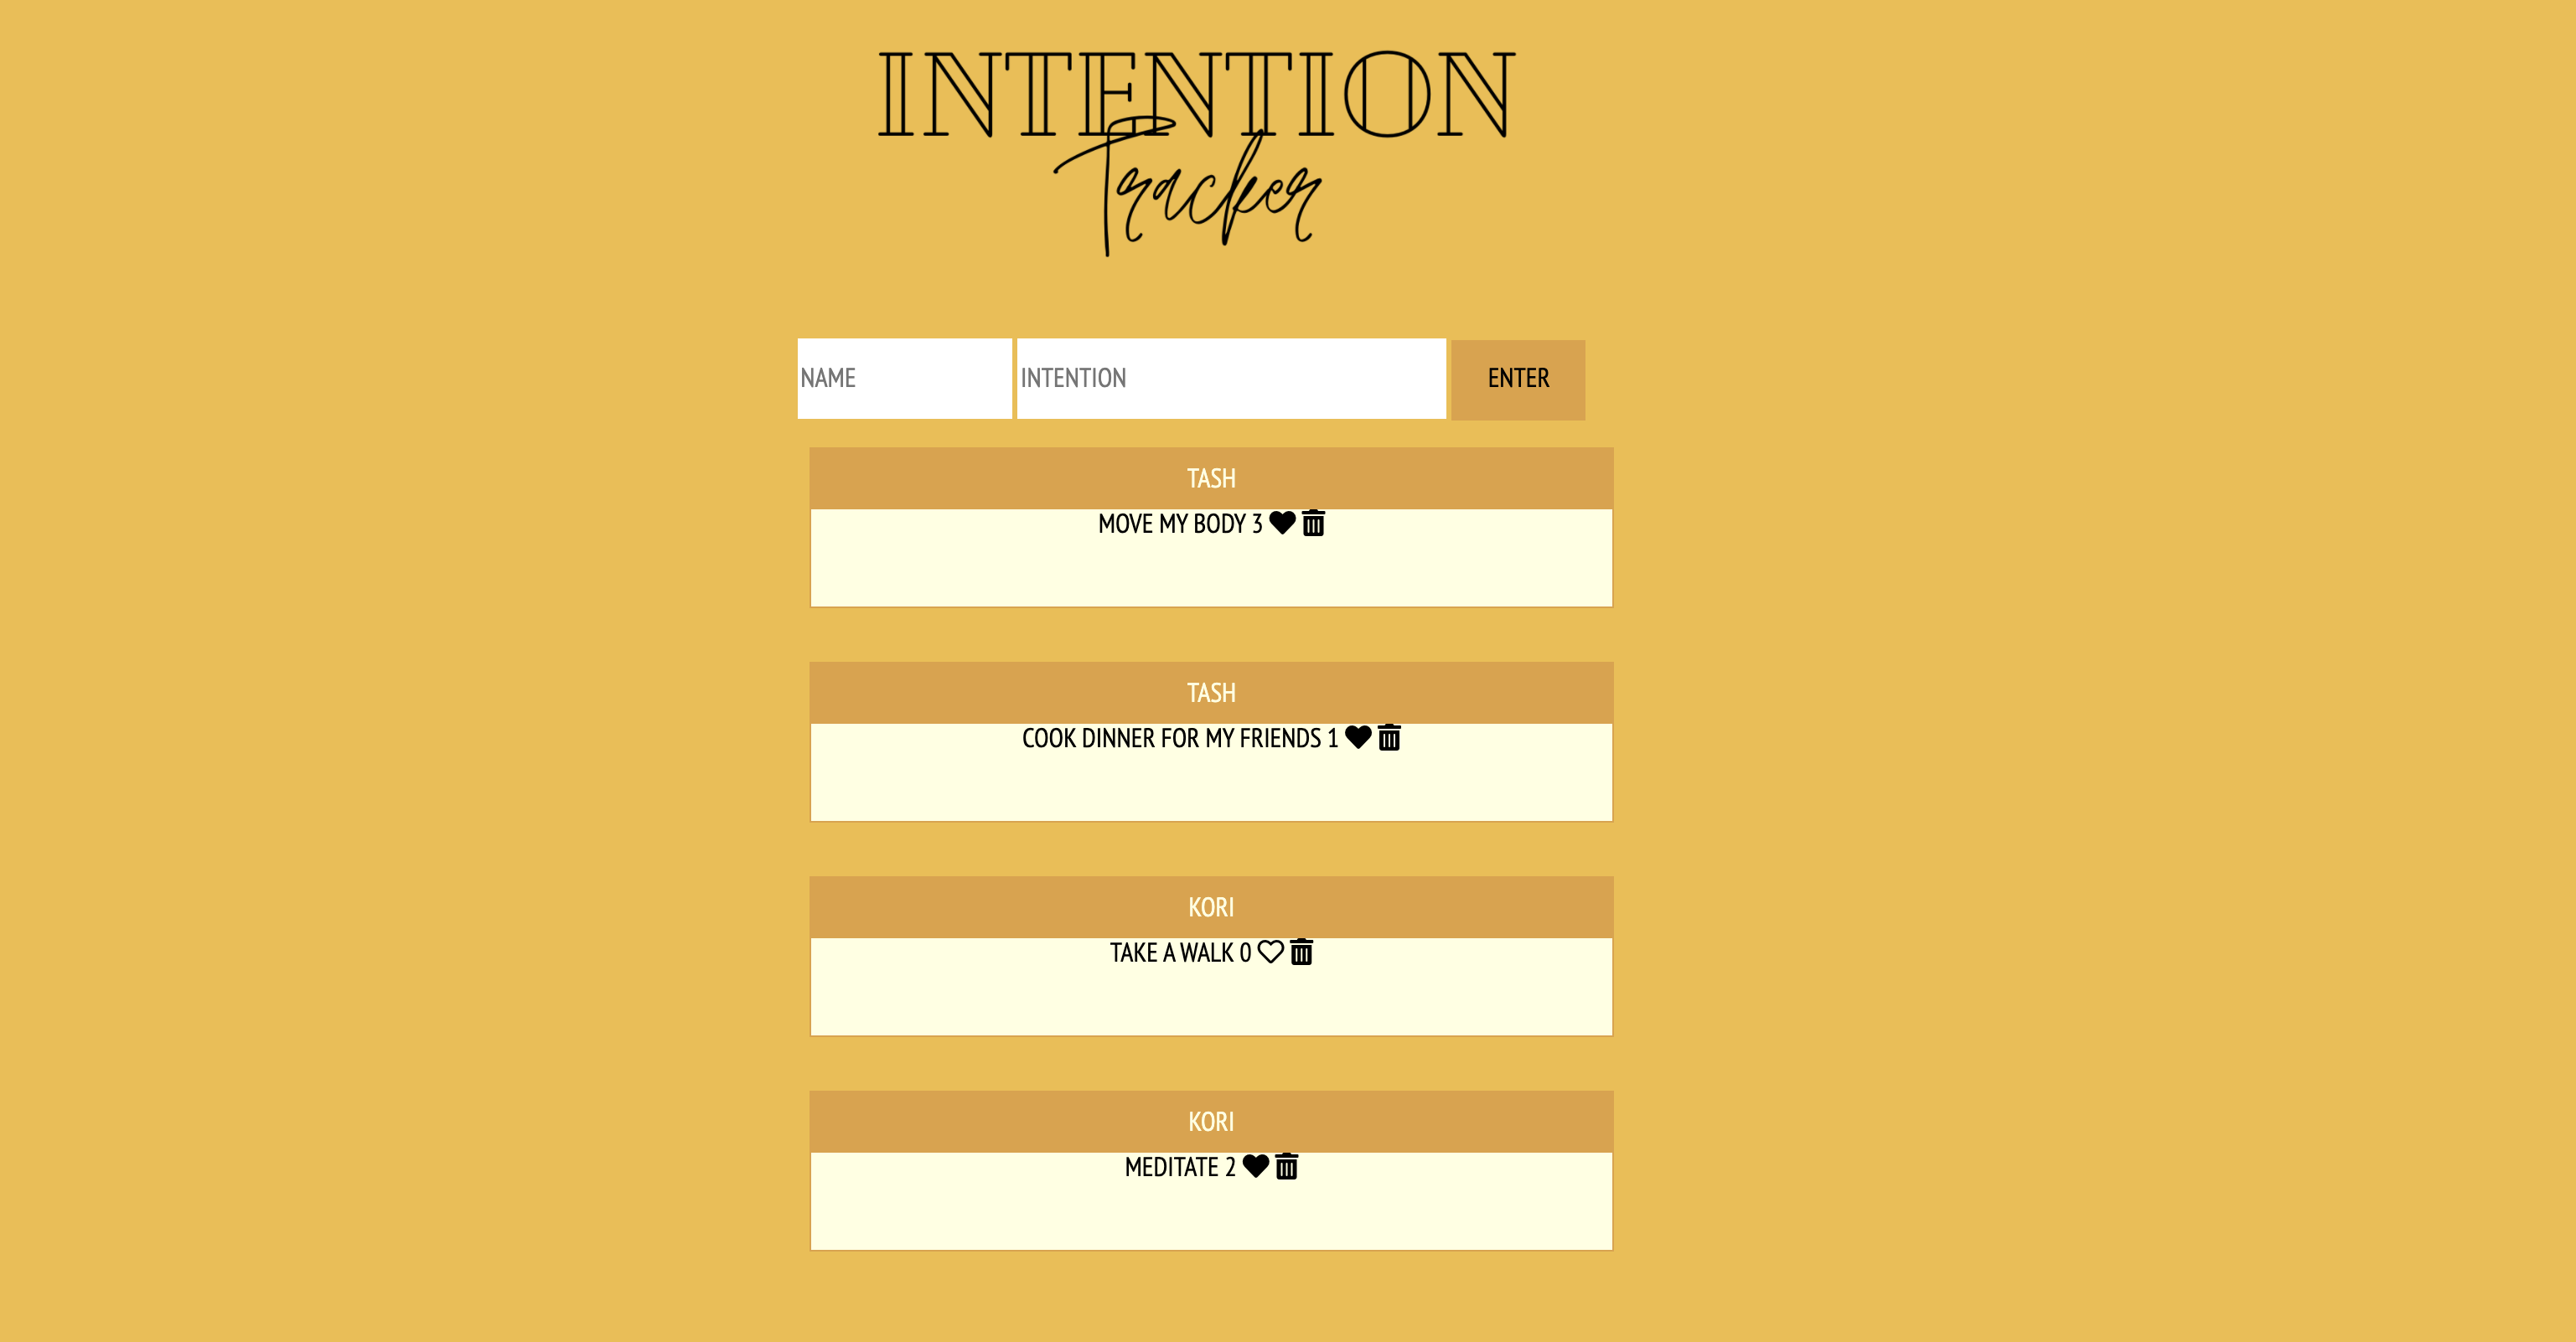 INTENTION
Tracker
NAME INTENTION ENTER
TASH
MOVE MY BODY 3
TASH
COOK DINNER FOR MY FRIENDS 1
KORI
TAKE A WALK 0
KORI
MEDITATE 2